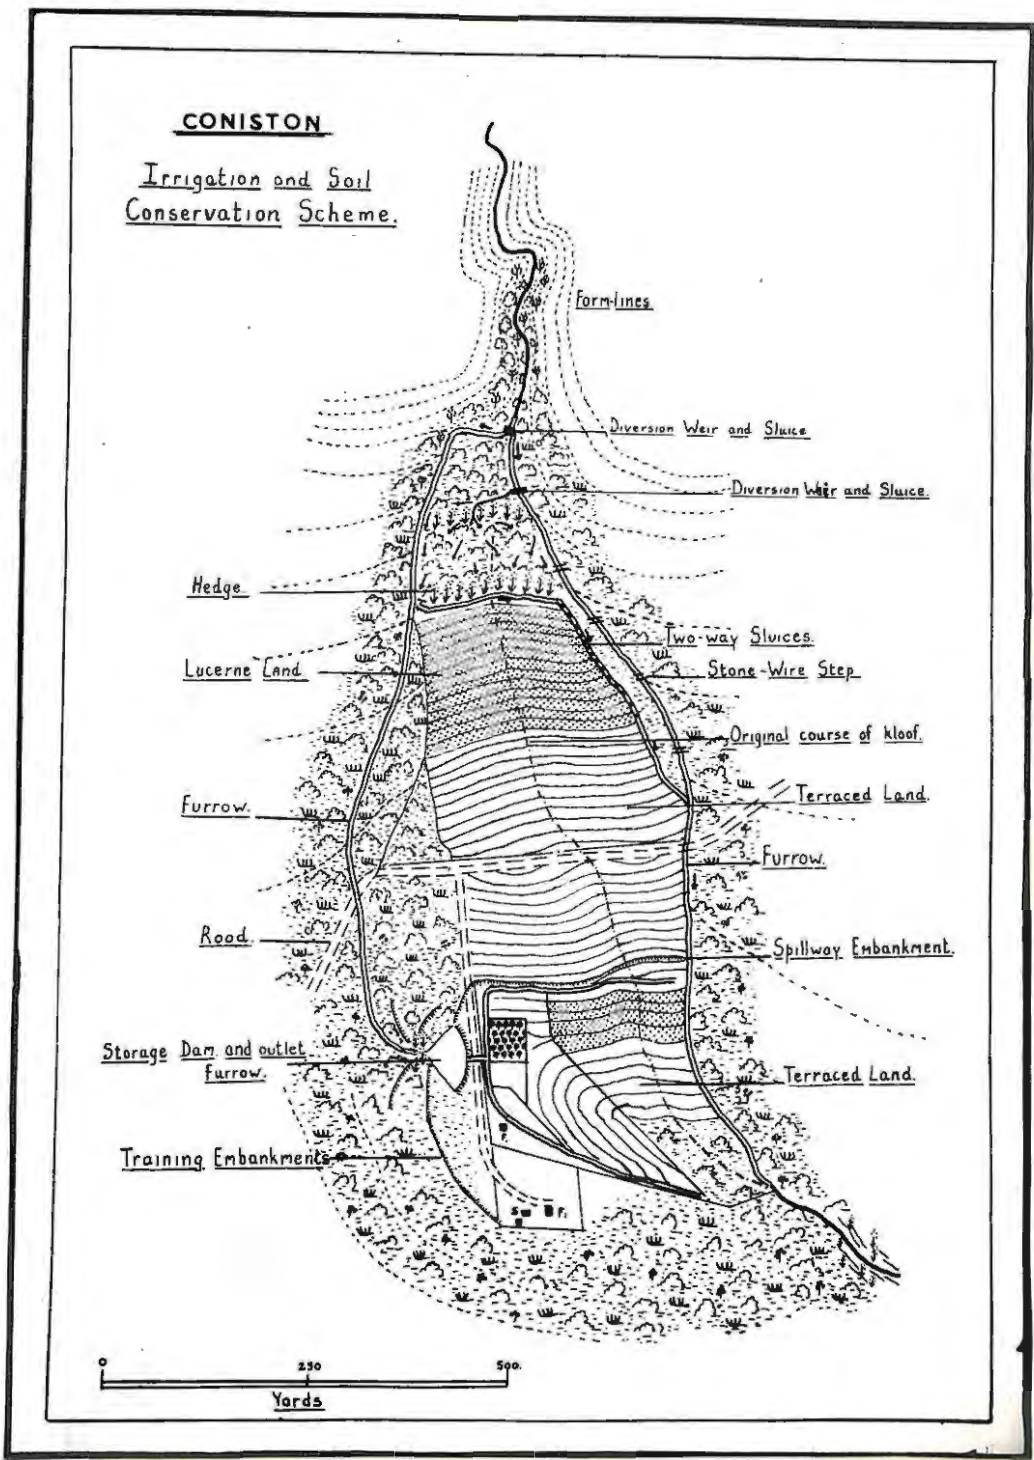 CONISTON
Irrigation and Soil
Conservation Scheme.
Form-lines
Diversion Weir and Sluice
Diversion Weir and Sluice.
Hedge
Two-way Sluices.
Lucerne Land
Stone-Wire Step
Original course of kloof.
Furrow.
Terraced Land.
Furrow.
Road
Spillway Embankment.
Storage Dam and outlet
furrow.
Terraced Land.
F.
Training Embankments
S F.
0 250 500.
Yards